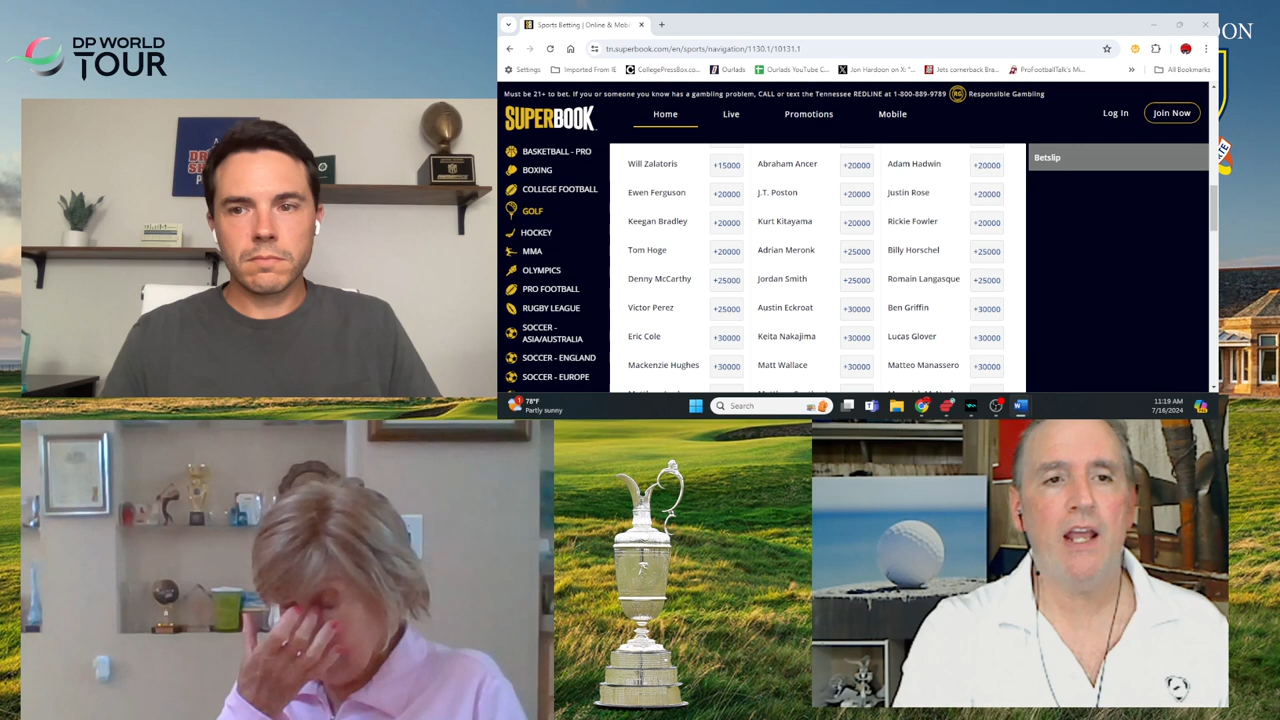 DP WORLD
TOUR
OON
Sports Betting | Online & Mobi
tn.superbook.com/en/sports/navigation/1130.1/10131.1
Settings
Imported From IE
CollegePressBox.co...
Ourlads
Ourlads YouTube C...
Jon Hardoon on X: "...
Jets cornerback Bra...
ProFootballTalk's Mi...
»
All Bookmarks
Must be 21+ to bet. If you or someone you know has a gambling problem, CALL or text the Tennessee REDLINE at 1-800-889-9789 RG Responsible Gambling
SUPERBOOK
Home Live Promotions Mobile
Log In Join Now
BASKETBALL - PRO
BOXING
COLLEGE FOOTBALL
GOLF
HOCKEY
MMA
OLYMPICS
PRO FOOTBALL
RUGBY LEAGUE
SOCCER -
ASIA/AUSTRALIA
SOCCER - ENGLAND
SOCCER - EUROPE
Will Zalatoris +15000 Abraham Ancer +20000 Adam Hadwin +20000
Ewen Ferguson +20000 J.T. Poston +20000 Justin Rose +20000
Keegan Bradley +20000 Kurt Kitayama +20000 Rickie Fowler +20000
Tom Hoge +20000 Adrian Meronk +25000 Billy Horschel +25000
Denny McCarthy +25000 Jordan Smith +25000 Romain Langasque +25000
Victor Perez +25000 Austin Eckroat +30000 Ben Griffin +30000
Eric Cole +30000 Keita Nakajima +30000 Lucas Glover +30000
Mackenzie Hughes +30000 Matt Wallace +30000 Matteo Manassero +30000
Betslip
78°F
Partly sunny
Search
11:19 AM
7/16/2024